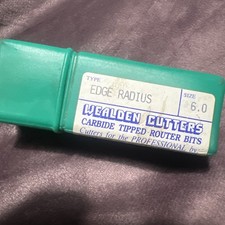 TYPE
SIZE
EDGE RADIUS
6.0
WEALDEN CUTTERS
CARBIDE TIPPED ROUTER BITS
Cutters for the PROFESSIONAL